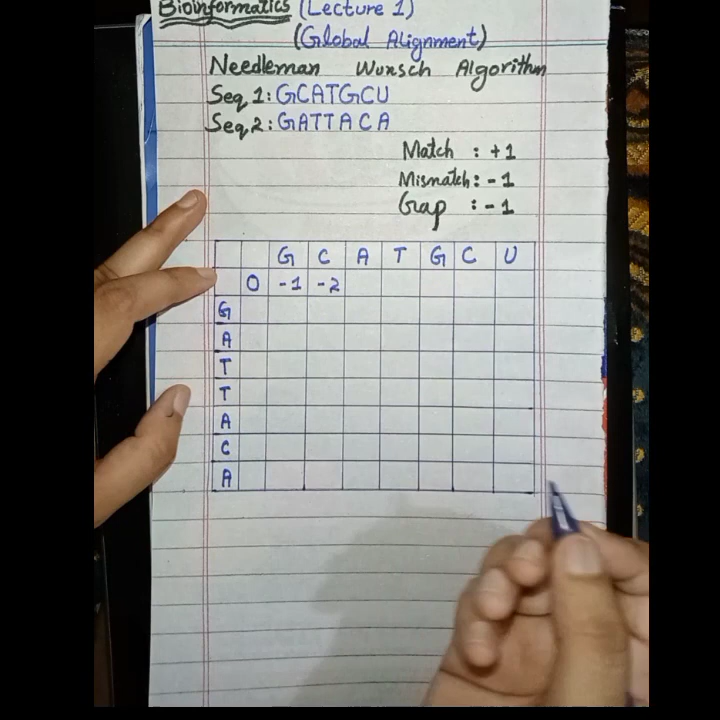 Bioinformatics (Lecture 1)
(Global Alignment)
Needleman Wunsch Algorithm
Seq 1: GCATGCU
Seq 2: GATTACA
Match : +1
Mismatch: -1
Gap : -1
G C A T G C U
0 -1 -2
G
A
T
T
A
C
A